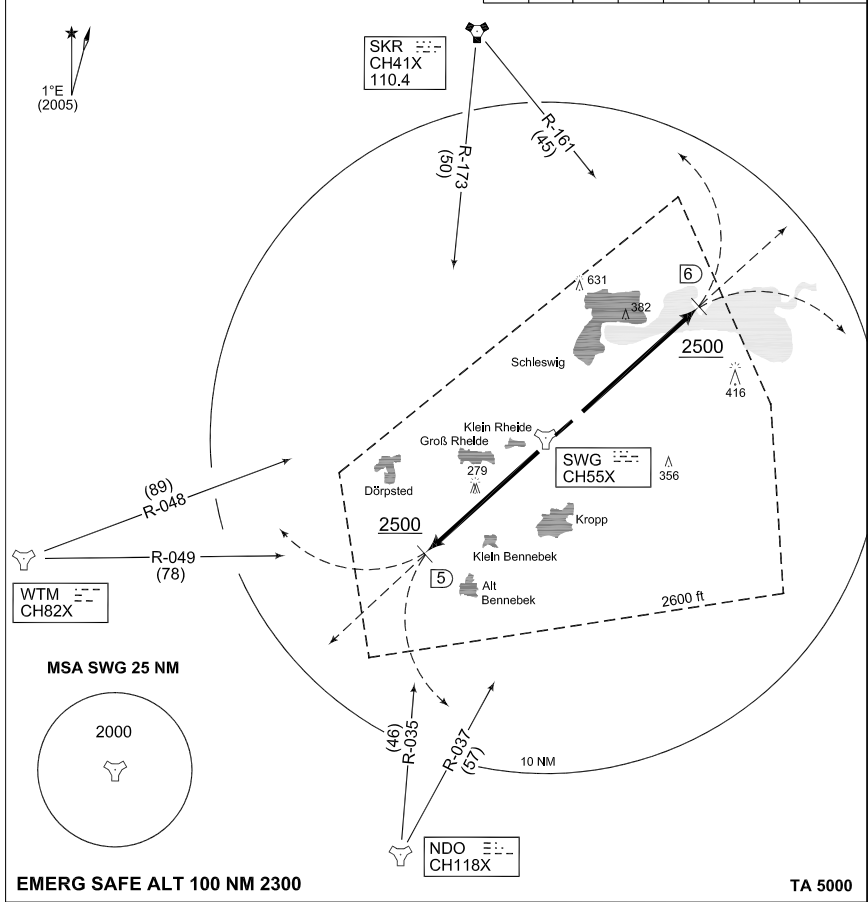 SKR
CH41X
110.4
1°E
(2005)
R-161
(45)
R-173
(50)
631
382
6
2500
416
Schleswig
Klein Rheide
Groß Rheide
279
Dörpsted
SWG
CH55X
356
(89)
R-048
2500
Kropp
Klein Bennebek
R-049
(78)
5
Alt
Bennebek
2600 ft
WTM
CH82X
MSA SWG 25 NM
2000
(46)
R-035
R-037
(57)
10 NM
NDO
CH118X
EMERG SAFE ALT 100 NM 2300
TA 5000